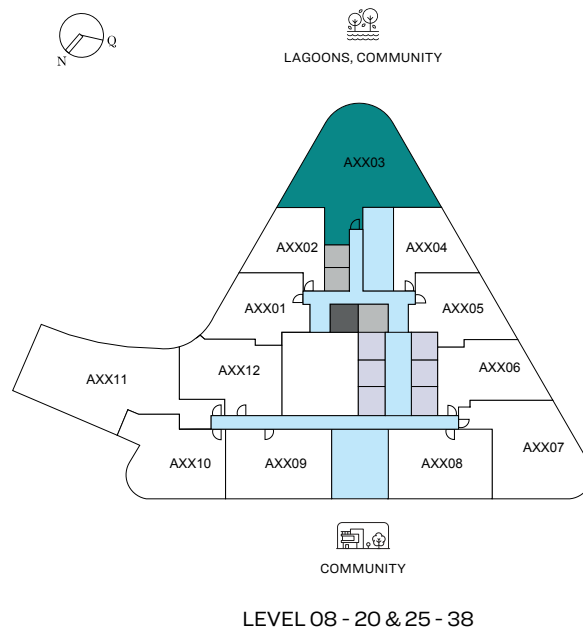 N
Q
LAGOONS, COMMUNITY
AXX03
AXX02
AXX04
AXX01
AXX05
AXX11
AXX12
AXX06
AXX10
AXX09
AXX08
AXX07
COMMUNITY
LEVEL 08 - 20 & 25 - 38